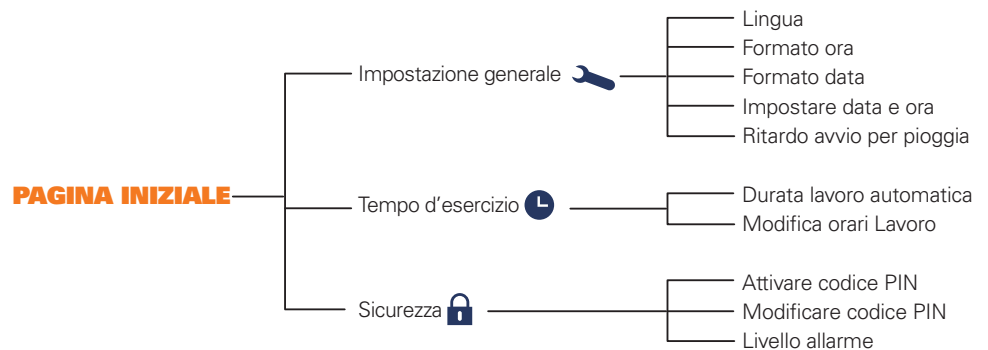 Lingua
Formato ora
Impostazione generale
Formato data
Impostare data e ora
Ritardo avvio per pioggia
PAGINA INIZIALE
Tempo d'esercizio
Durata lavoro automatica
Modifica orari Lavoro
Sicurezza
Attivare codice PIN
Modificare codice PIN
Livello allarme